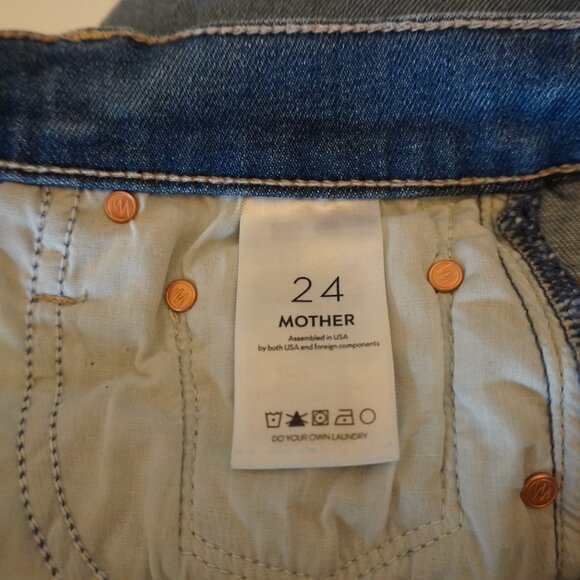 24
MOTHER
Assembled in USA
by both USA and foreign components
DO YOUR OWN LAUNDRY